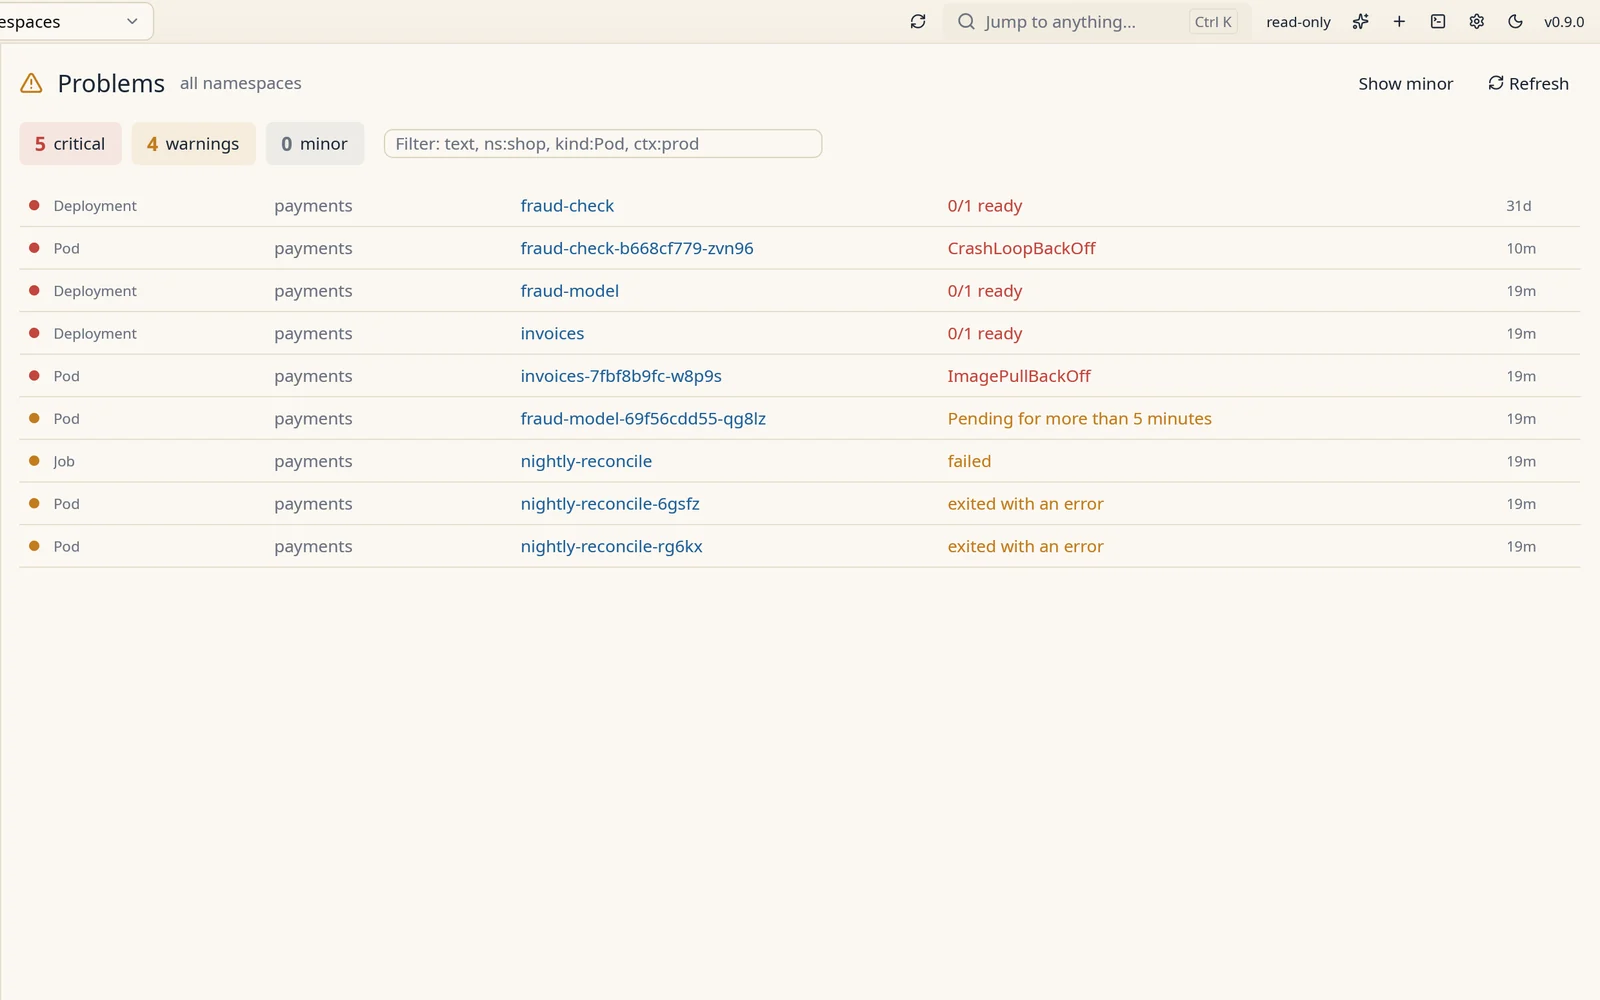 espaces Jump to anything... Ctrl K read-only v0.9.0
Problems all namespaces Show minor Refresh
5 critical 4 warnings 0 minor Filter: text, ns:shop, kind:Pod, ctx:prod
Deployment payments fraud-check 0/1 ready 31d
Pod payments fraud-check-b668cf779-zvn96 CrashLoopBackOff 10m
Deployment payments fraud-model 0/1 ready 19m
Deployment payments invoices 0/1 ready 19m
Pod payments invoices-7fbf8b9fc-w8p9s ImagePullBackOff 19m
Pod payments fraud-model-69f56cdd55-qg8lz Pending for more than 5 minutes 19m
Job payments nightly-reconcile failed 19m
Pod payments nightly-reconcile-6gsfz exited with an error 19m
Pod payments nightly-reconcile-rg6kx exited with an error 19m